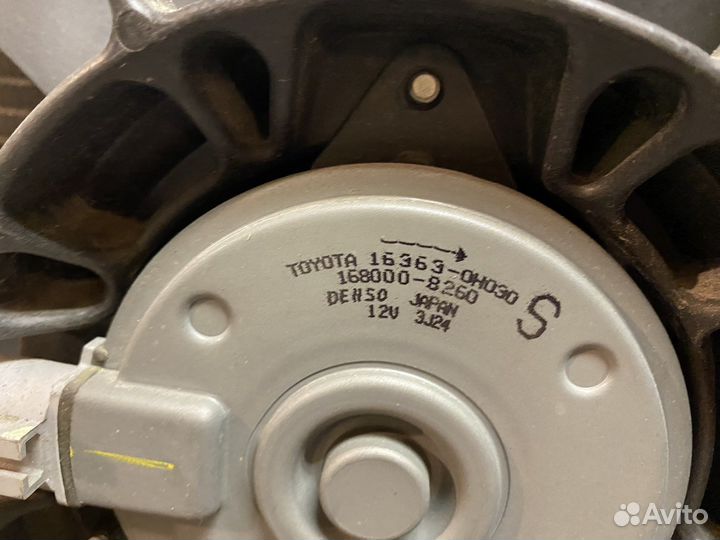 TOYOTA 16363-0H030
168000-8260
DENSO JAPAN
12V 3J24
S
Avito